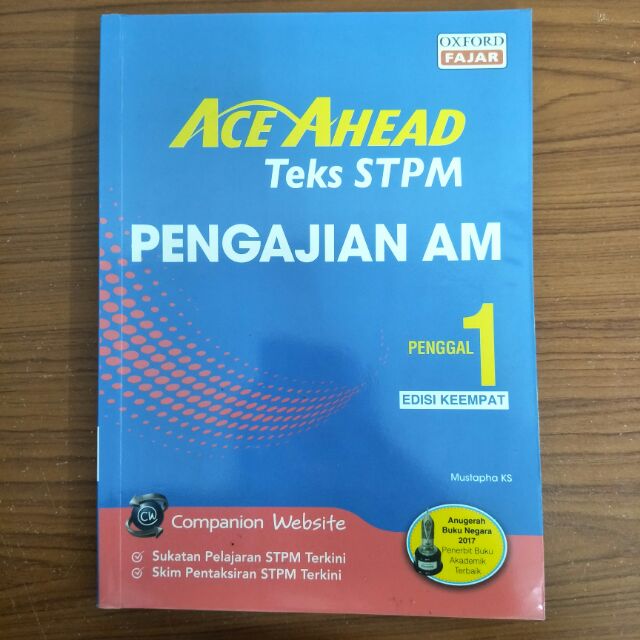 OXFORD
FAJAR
ACE AHEAD
Teks STPM
PENGAJIAN AM
PENGGAL 1
EDISI KEEMPAT
Mustapha KS
CW
Companion Website
Sukatan Pelajaran STPM Terkini
Skim Pentaksiran STPM Terkini
Anugerah
Buku Negara
2017
Penerbit Buku
Akademik
Terbaik